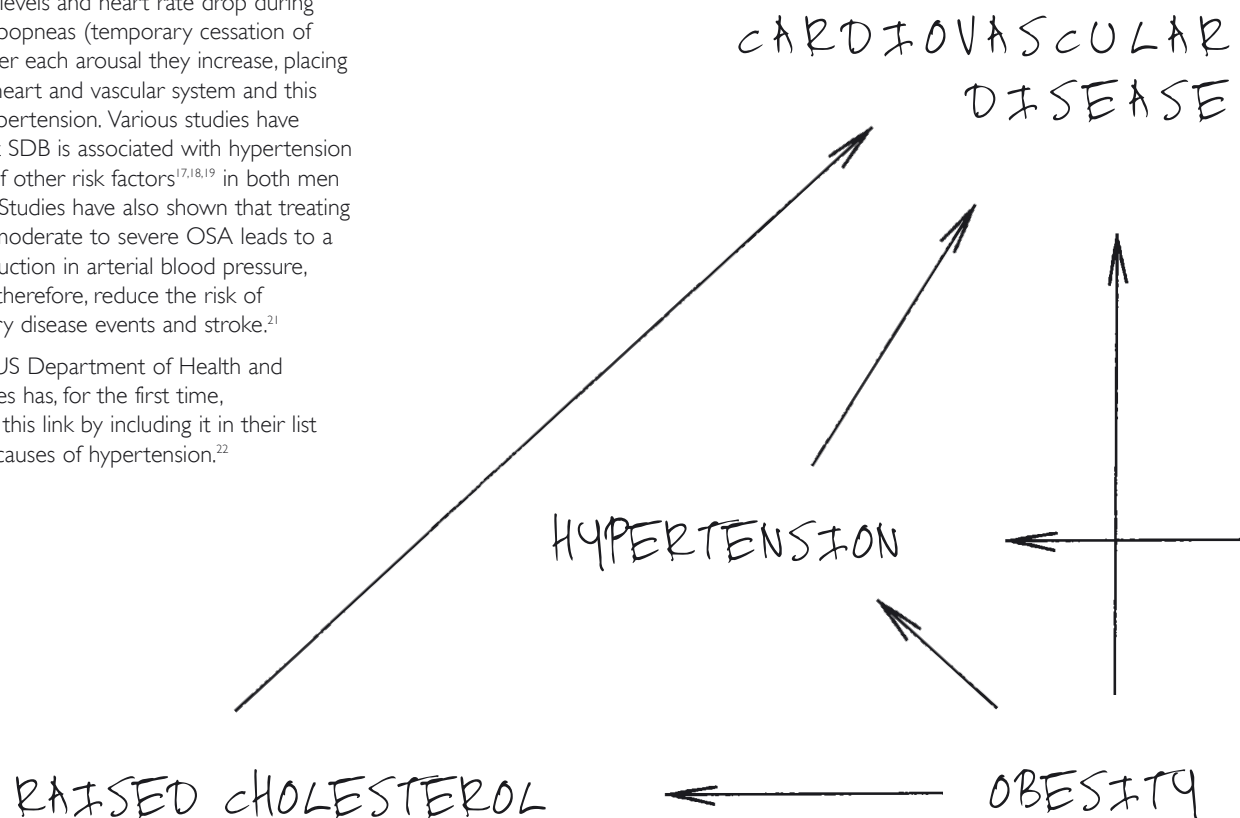 levels and heart rate drop during
opneas (temporary cessation of
er each arousal they increase, placing
heart and vascular system and this
pertension. Various studies have
SDB is associated with hypertension
of other risk factors17,18,19 in both men
Studies have also shown that treating
moderate to severe OSA leads to a
uction in arterial blood pressure,
therefore, reduce the risk of
ry disease events and stroke.21
US Department of Health and
es has, for the first time,
this link by including it in their list
causes of hypertension.22
CARDIOVASCULAR
DISEASE
HYPERTENSION
RAISED CHOLESTEROL
OBESITY